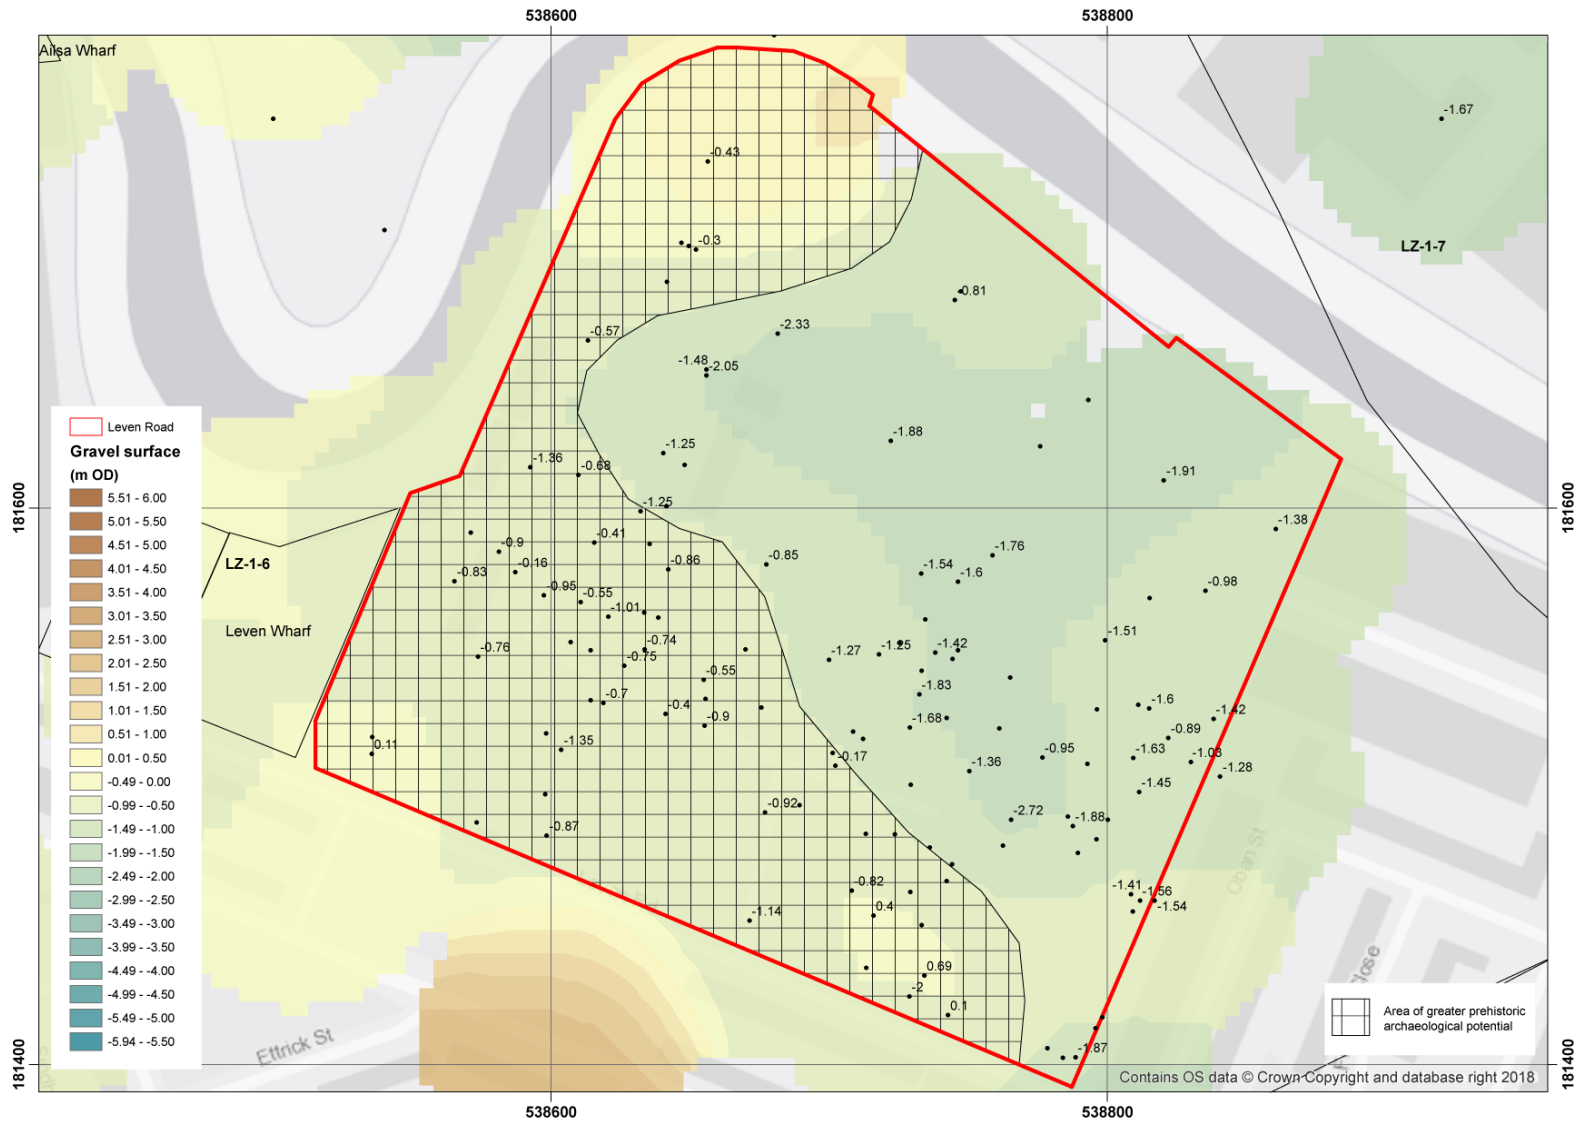 538600 538800
Ailsa Wharf
-1.67
-0.43
LZ-1-7
-0.3
-0.81
-2.33
-0.57
-1.48
-2.05
-1.88
-1.25
-1.36
-0.68
-1.91
-1.25
181600
181600
-1.38
-0.41
-0.9
-0.85
-1.76
-0.86
-1.54
-0.16
-1.6
-0.83
-0.95
-0.55
-0.98
-1.01
-1.51
-0.74
-0.76
-0.75
-1.27
-1.25
-1.42
-0.55
-1.83
-0.7
-0.4
-0.9
-1.68
-1.6
-1.42
-0.89
-1.35
0.11
-0.17
-0.95
-1.63
-1.03
-1.36
-1.28
-1.45
-0.92
-2.72
-1.88
-0.87
-0.82
-1.41
-1.56
-1.54
0.4
-1.14
0.69
-2
0.1
-1.87
LZ-1-6
Leven Wharf
Leven Road
Gravel surface
(m OD)
5.51 - 6.00
5.01 - 5.50
4.51 - 5.00
4.01 - 4.50
3.51 - 4.00
3.01 - 3.50
2.51 - 3.00
2.01 - 2.50
1.51 - 2.00
1.01 - 1.50
0.51 - 1.00
0.01 - 0.50
-0.49 - 0.00
-0.99 - -0.50
-1.49 - -1.00
-1.99 - -1.50
-2.49 - -2.00
-2.99 - -2.50
-3.49 - -3.00
-3.99 - -3.50
-4.49 - -4.00
-4.99 - -4.50
-5.49 - -5.00
-5.94 - -5.50
Ettrick St
Oban St
Area of greater prehistoric
archaeological potential
181400
181400
Contains OS data © Crown Copyright and database right 2018
538600 538800